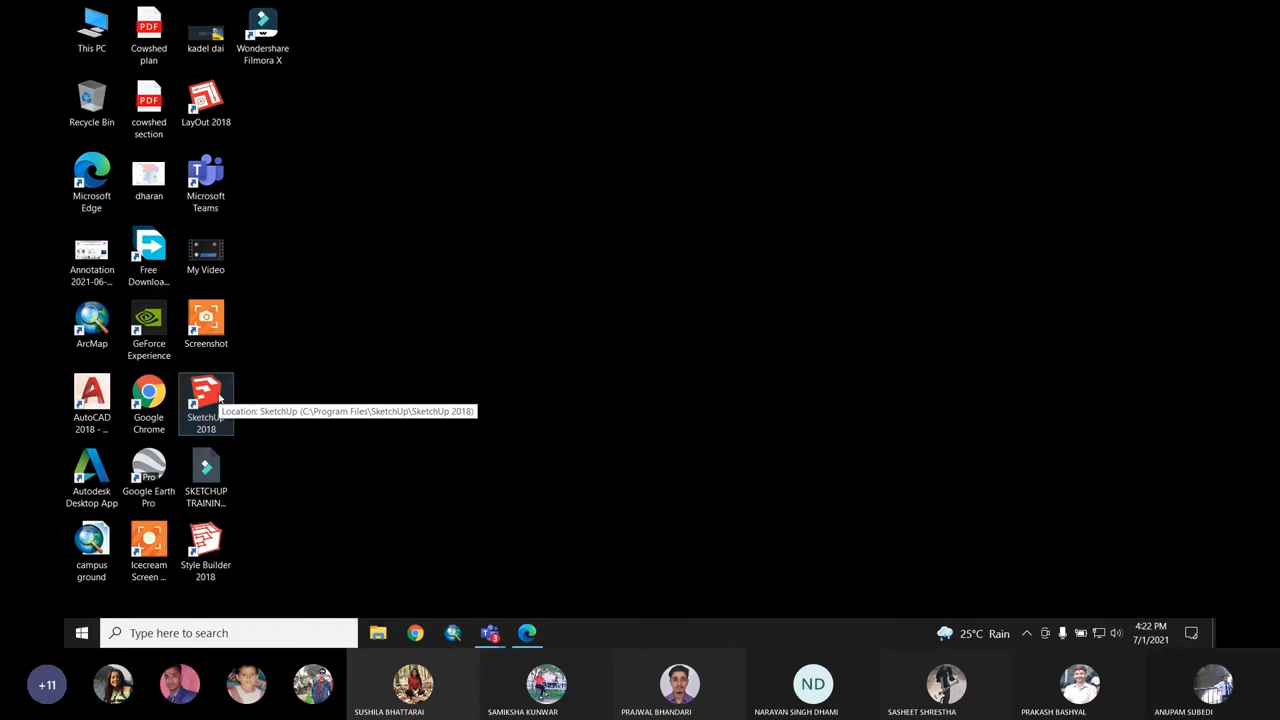 This PC
Cowshed
plan
kadel dai
Wondershare
Filmora X
Recycle Bin
cowshed
section
LayOut 2018
Microsoft
Edge
dharan
Microsoft
Teams
Annotation
2021-06-...
Free
Downloa...
My Video
ArcMap
GeForce
Experience
Screenshot
AutoCAD
2018 - ...
Google
Chrome
SketchUp
2018
Location: SketchUp (C:\Program Files\SketchUp\SketchUp 2018)
Autodesk
Desktop App
Google Earth
Pro
SKETCHUP
TRAININ...
campus
ground
Icecream
Screen ...
Style Builder
2018
PDF
PDF
Pro
Type here to search
3
25°C Rain
4:22 PM
7/1/2021
+11
ND
SUSHILA BHATTARAI
SAMIKSHA KUNWAR
PRAJWAL BHANDARI
NARAYAN SINGH DHAMI
SASHEET SHRESTHA
PRAKASH BASHYAL
ANUPAM SUBEDI